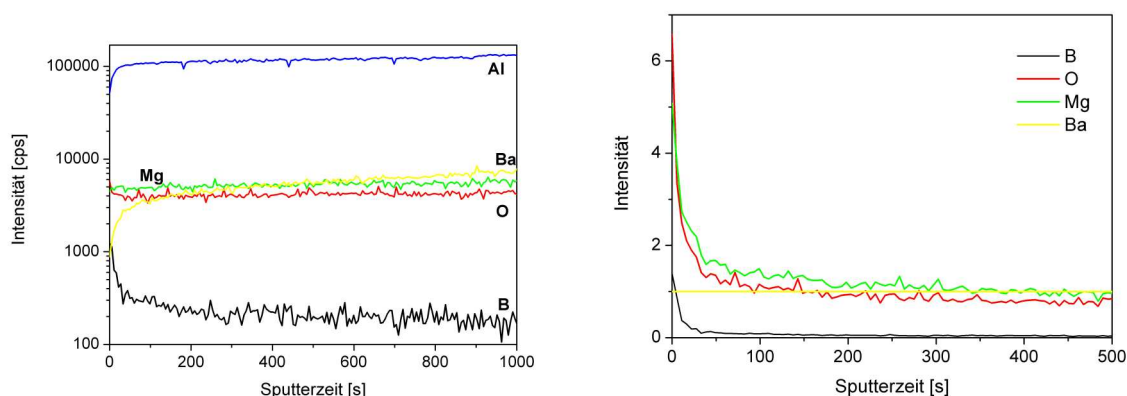 Intensität [cps]
100000
10000
1000
100
Al
Ba
Mg
O
B
0 200 400 600 800 1000
Sputterzeit [s]
Intensität
6
4
2
0
B
O
Mg
Ba
0 100 200 300 400 500
Sputterzeit [s]